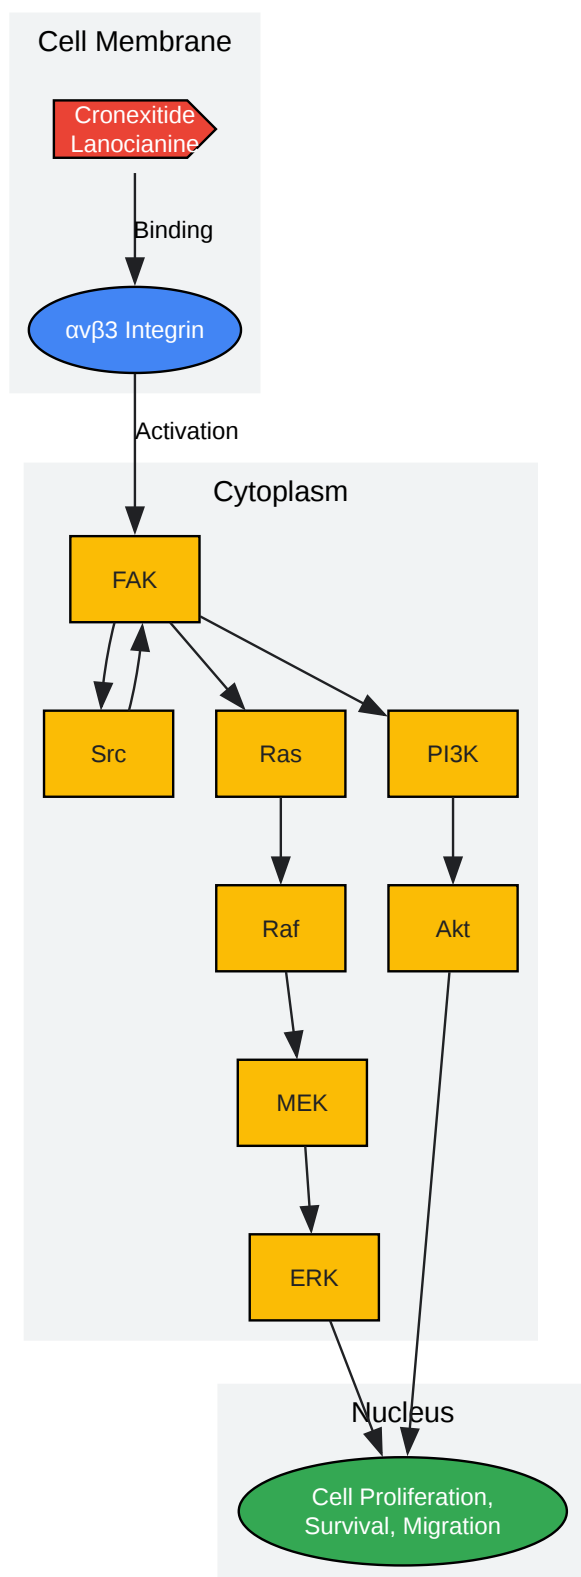 Cell Membrane
Cronexitide
Lanocianine
Binding
αvβ3 Integrin
Activation
Cytoplasm
FAK
Src
Ras
PI3K
Raf
Akt
MEK
ERK
Nucleus
Cell Proliferation,
Survival, Migration